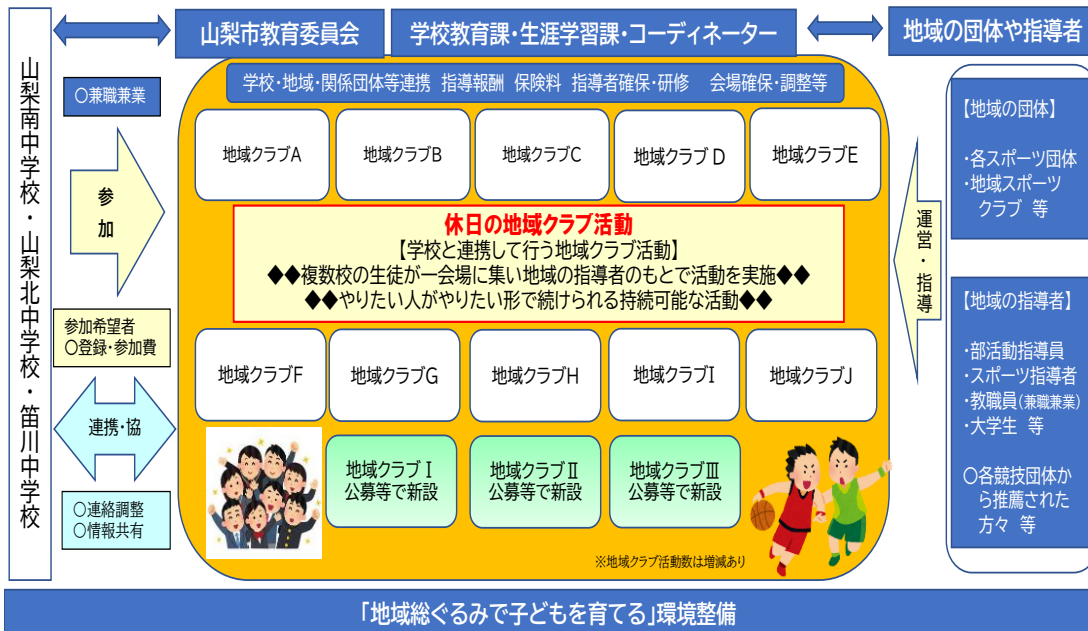 山梨市教育委員会
学校教育課・生涯学習課・コーディネーター
地域の団体や指導者
山梨南中学校・山梨北中学校・笛川中学校
〇兼職兼業
参
加
参加希望者
〇登録・参加費
連携・協
〇連絡調整
〇情報共有
学校・地域・関係団体等連携 指導報酬 保険料 指導者確保・研修 会場確保・調整等
地域クラブA
地域クラブB
地域クラブC
地域クラブD
地域クラブE
休日の地域クラブ活動
【学校と連携して行う地域クラブ活動】
◆◆複数校の生徒が一会場に集い地域の指導者のもとで活動を実施◆◆
◆◆やりたい人がやりたい形で続けられる持続可能な活動◆◆
地域クラブF
地域クラブG
地域クラブH
地域クラブI
地域クラブJ
地域クラブⅠ
公募等で新設
地域クラブⅡ
公募等で新設
地域クラブⅢ
公募等で新設
※地域クラブ活動数は増減あり
運営・指導
【地域の団体】
・各スポーツ団体
・地域スポーツ
クラブ 等
【地域の指導者】
・部活動指導員
・スポーツ指導者
・教職員(兼職兼業)
・大学生 等
〇各競技団体か
ら推薦された
方々 等
「地域総ぐるみで子どもを育てる」環境整備